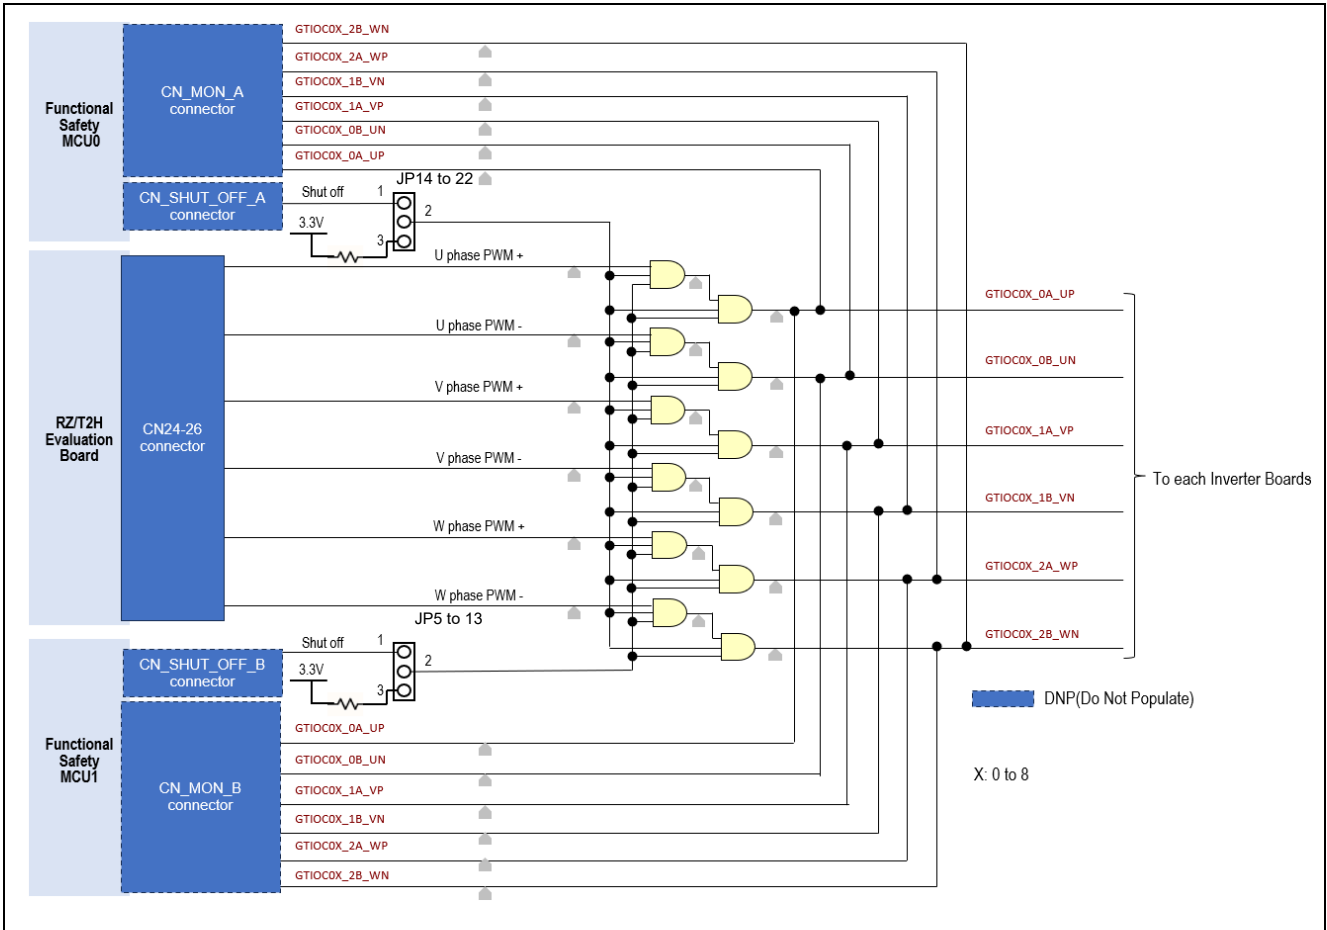 GTIOC0X_2B_WN
GTIOC0X_2A_WP
GTIOC0X_1B_VN
GTIOC0X_1A_VP
GTIOC0X_0B_UN
GTIOC0X_0A_UP
CN_MON_A
connector
Functional
Safety
MCU0
CN_SHUT_OFF_A
connector
Shut off
3.3V
JP14 to 22
1
2
3
U phase PWM +
U phase PWM -
V phase PWM +
V phase PWM -
W phase PWM +
W phase PWM -
RZ/T2H
Evaluation
Board
CN24-26
connector
GTIOC0X_0A_UP
GTIOC0X_0B_UN
GTIOC0X_1A_VP
GTIOC0X_1B_VN
GTIOC0X_2A_WP
GTIOC0X_2B_WN
To each Inverter Boards
JP5 to 13
Shut off
3.3V
1
2
3
CN_SHUT_OFF_B
connector
Functional
Safety
MCU1
CN_MON_B
connector
GTIOC0X_0A_UP
GTIOC0X_0B_UN
GTIOC0X_1A_VP
GTIOC0X_1B_VN
GTIOC0X_2A_WP
GTIOC0X_2B_WN
DNP(Do Not Populate)
X: 0 to 8